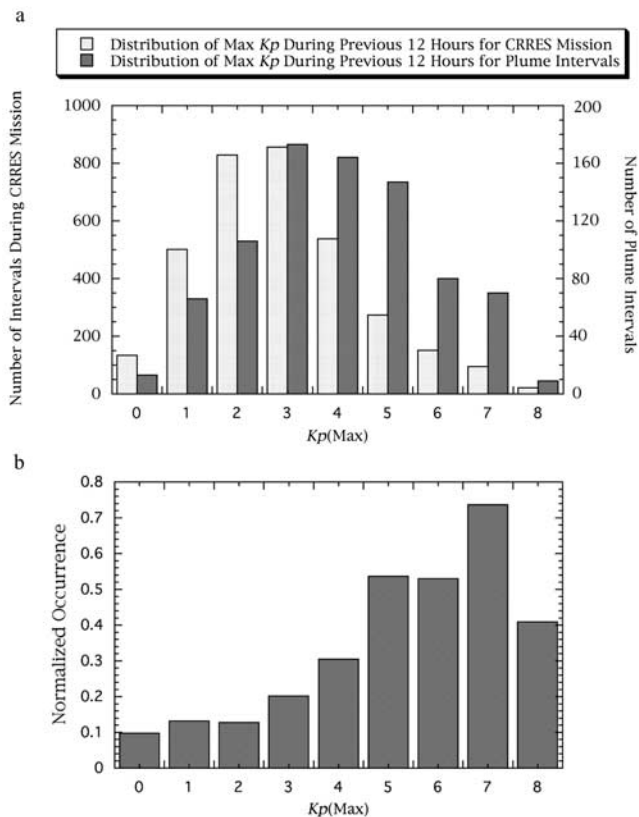 a
Distribution of Max Kp During Previous 12 Hours for CRRES Mission
Distribution of Max Kp During Previous 12 Hours for Plume Intervals
Number of Intervals During CRRES Mission
1000
800
600
400
200
0
200
160
120
80
40
0
Number of Plume Intervals
0 1 2 3 4 5 6 7 8
Kp(Max)
b
Normalized Occurrence
0.8
0.7
0.6
0.5
0.4
0.3
0.2
0.1
0
0 1 2 3 4 5 6 7 8
Kp(Max)